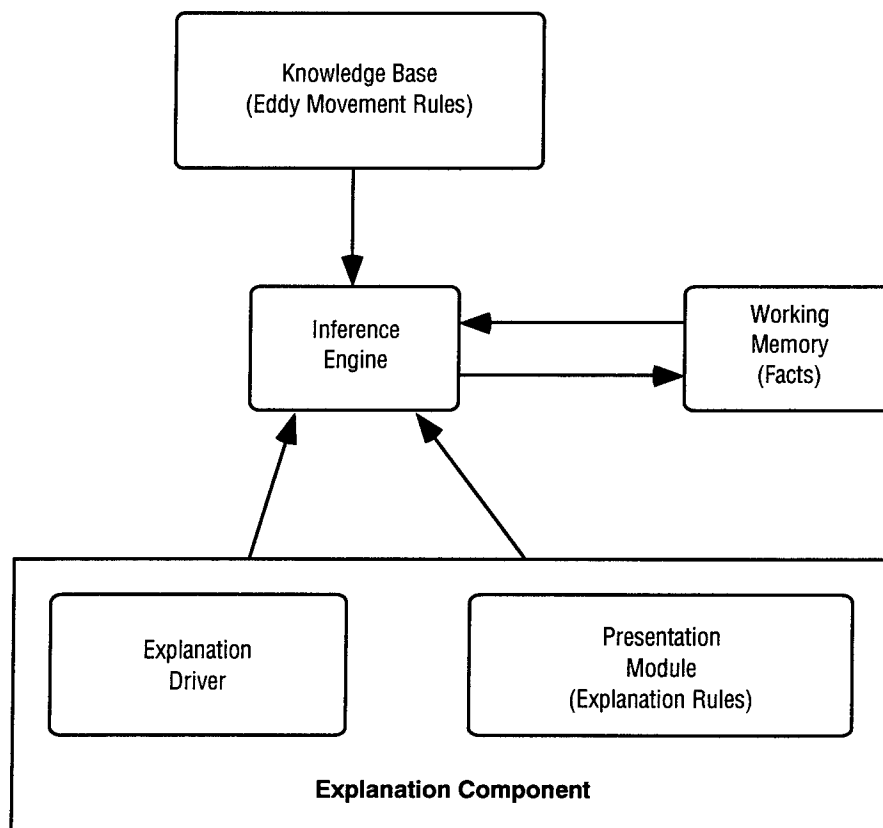 Knowledge Base
(Eddy Movement Rules)
Inference
Engine
Working
Memory
(Facts)
Explanation
Driver
Presentation
Module
(Explanation Rules)
Explanation Component